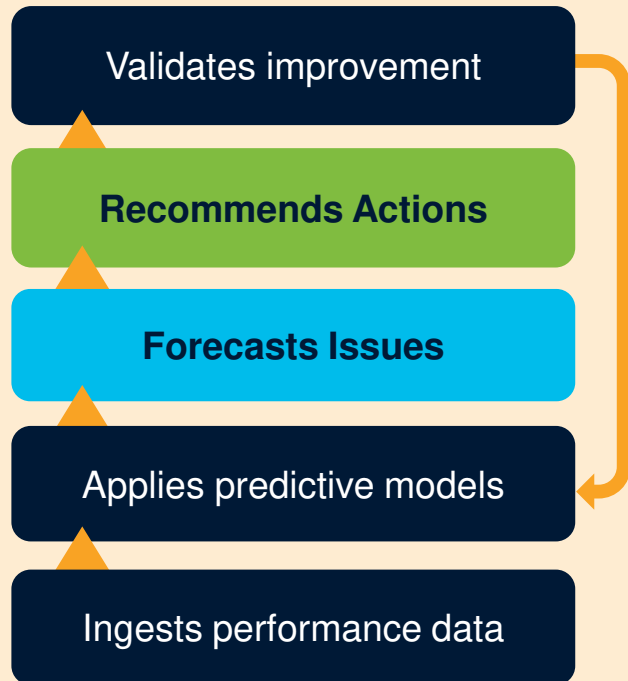 Validates improvement
Recommends Actions
Forecasts Issues
Applies predictive models
Ingests performance data